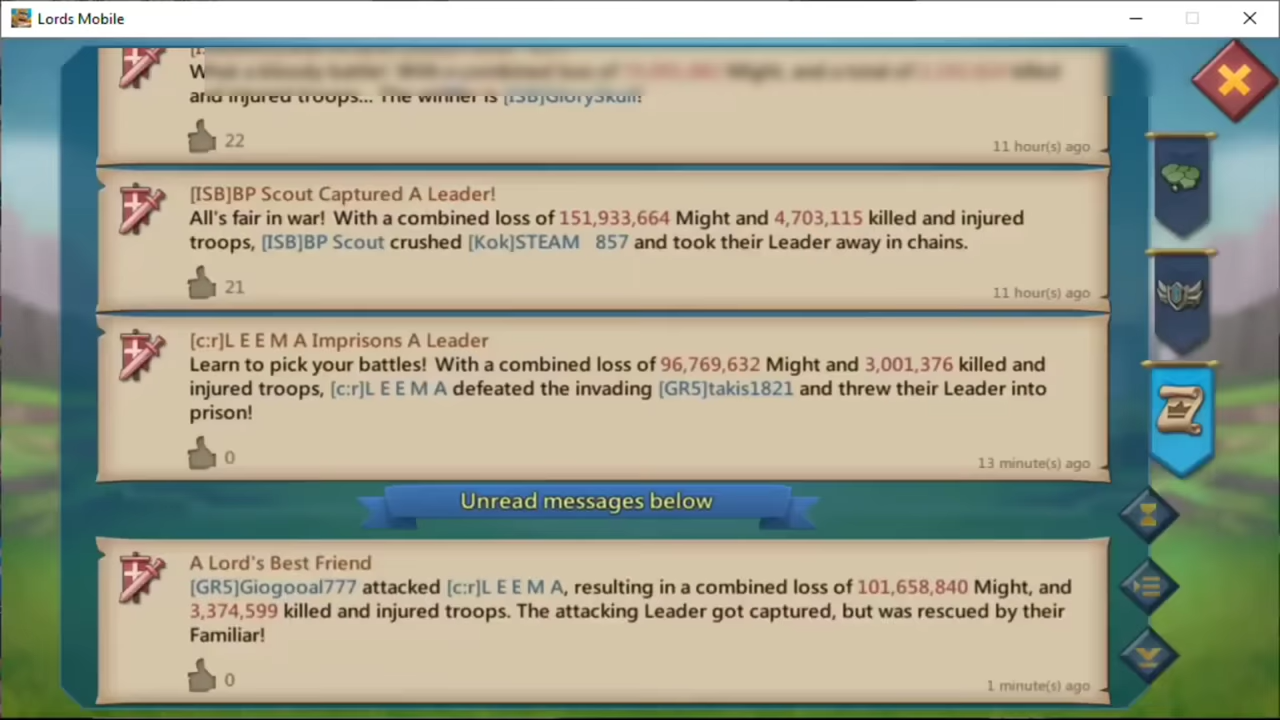 Lords Mobile
and injured troops... The winner is [ISB]GlorySkull!
22
11 hour(s) ago
[ISB]BP Scout Captured A Leader!
All's fair in war! With a combined loss of 151,933,664 Might and 4,703,115 killed and injured
troops, [ISB]BP Scout crushed [Kok]STEAM 857 and took their Leader away in chains.
21
11 hour(s) ago
[c:r]L E E M A Imprisons A Leader
Learn to pick your battles! With a combined loss of 96,769,632 Might and 3,001,376 killed and
injured troops, [c:r]L E E M A defeated the invading [GR5]takis1821 and threw their Leader into
prison!
0
13 minute(s) ago
Unread messages below
A Lord's Best Friend
[GR5]Giogooal777 attacked [c:r]L E E M A, resulting in a combined loss of 101,658,840 Might, and
3,374,599 killed and injured troops. The attacking Leader got captured, but was rescued by their
Familiar!
0
1 minute(s) ago